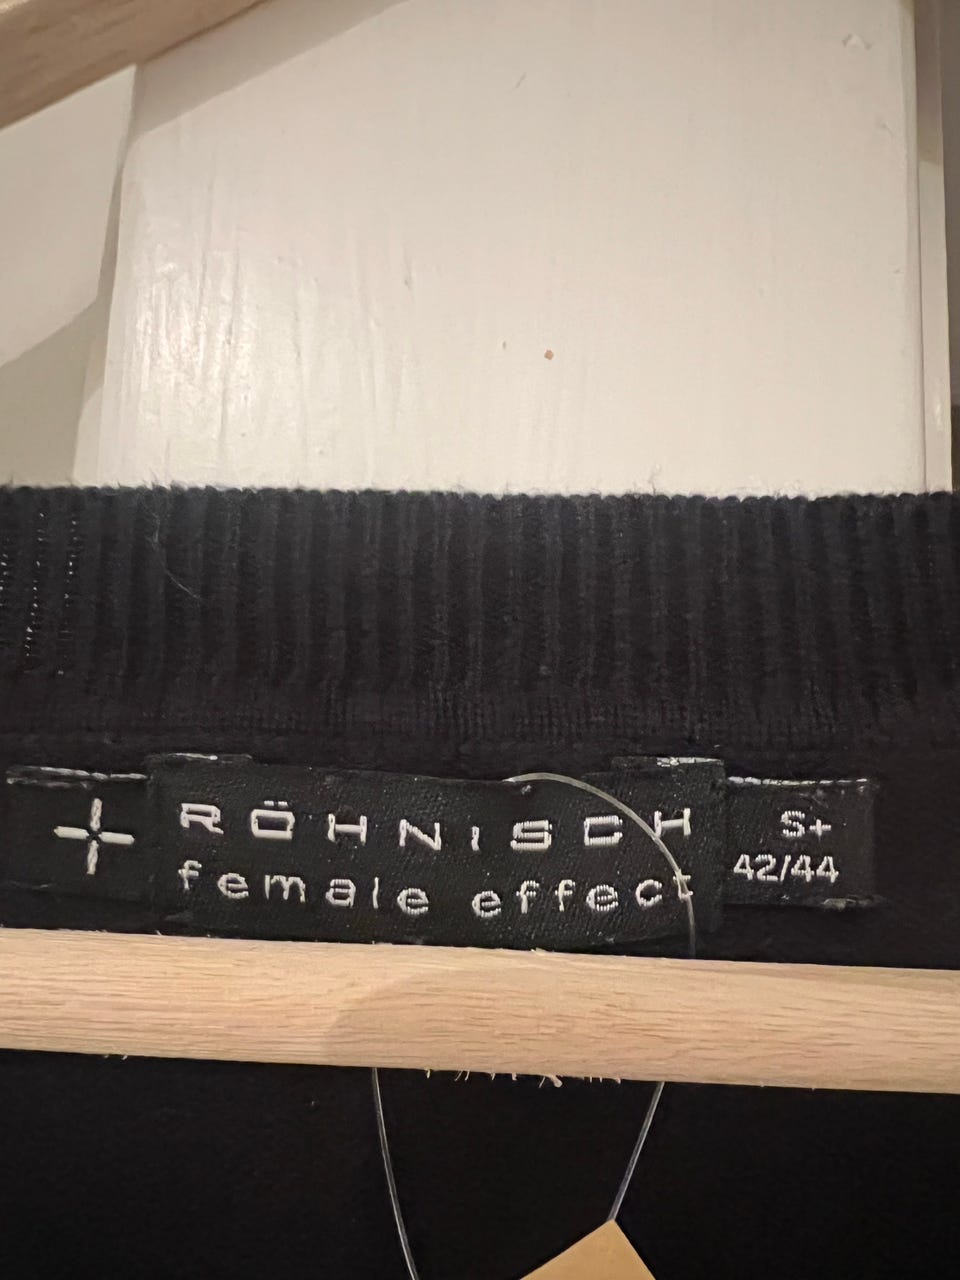 RÖHNISCH
female effect
S+
42/44